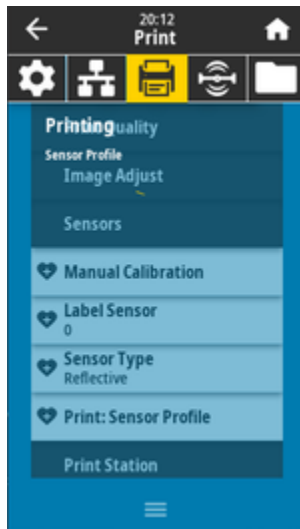 20:12
Print
Printing
uality
Sensor Profile
Image Adjust
Sensors
Manual Calibration
Label Sensor
0
Sensor Type
Reflective
Print: Sensor Profile
Print Station